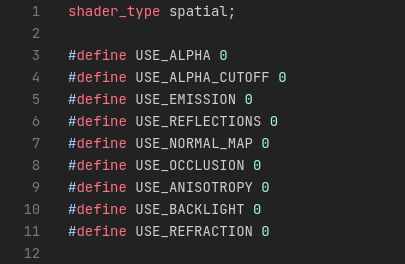 1 shader_type spatial;
2
3 #define USE_ALPHA 0
4 #define USE_ALPHA_CUTOFF 0
5 #define USE_EMISSION 0
6 #define USE_REFLECTIONS 0
7 #define USE_NORMAL_MAP 0
8 #define USE_OCCLUSION 0
9 #define USE_ANISOTROPY 0
10 #define USE_BACKLIGHT 0
11 #define USE_REFRACTION 0
12